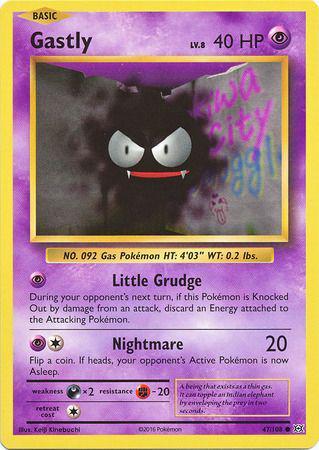 BASIC
Gastly LV.8 40 HP
City
NO. 092 Gas Pokémon HT: 4'03" WT: 0.2 lbs.
Little Grudge
During your opponent's next turn, if this Pokémon is Knocked
Out by damage from an attack, discard an Energy attached to
the Attacking Pokémon.
Nightmare 20
Flip a coin. If heads, your opponent's Active Pokémon is now
Asleep.
weakness ×2 resistance -20
retreat
cost
A being that exists as a thin gas.
It can topple an Indian elephant
by enveloping the prey in two
seconds.
Illus. Keiji Kinebuchi ©2016 Pokémon 47/108